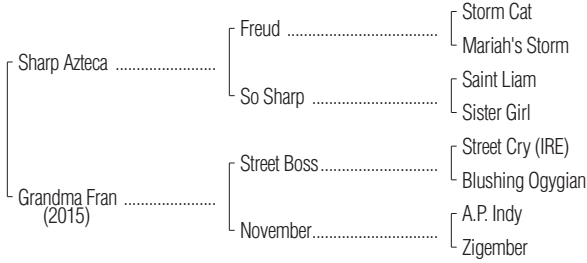 Storm Cat
Freud ................................
Mariah's Storm
Sharp Azteca .....................
Saint Liam
So Sharp ..........................
Sister Girl
Street Cry (IRE)
Street Boss........................
Blushing Ogygian
Grandma Fran ...................
(2015)
A.P. Indy
November..........................
Zigember